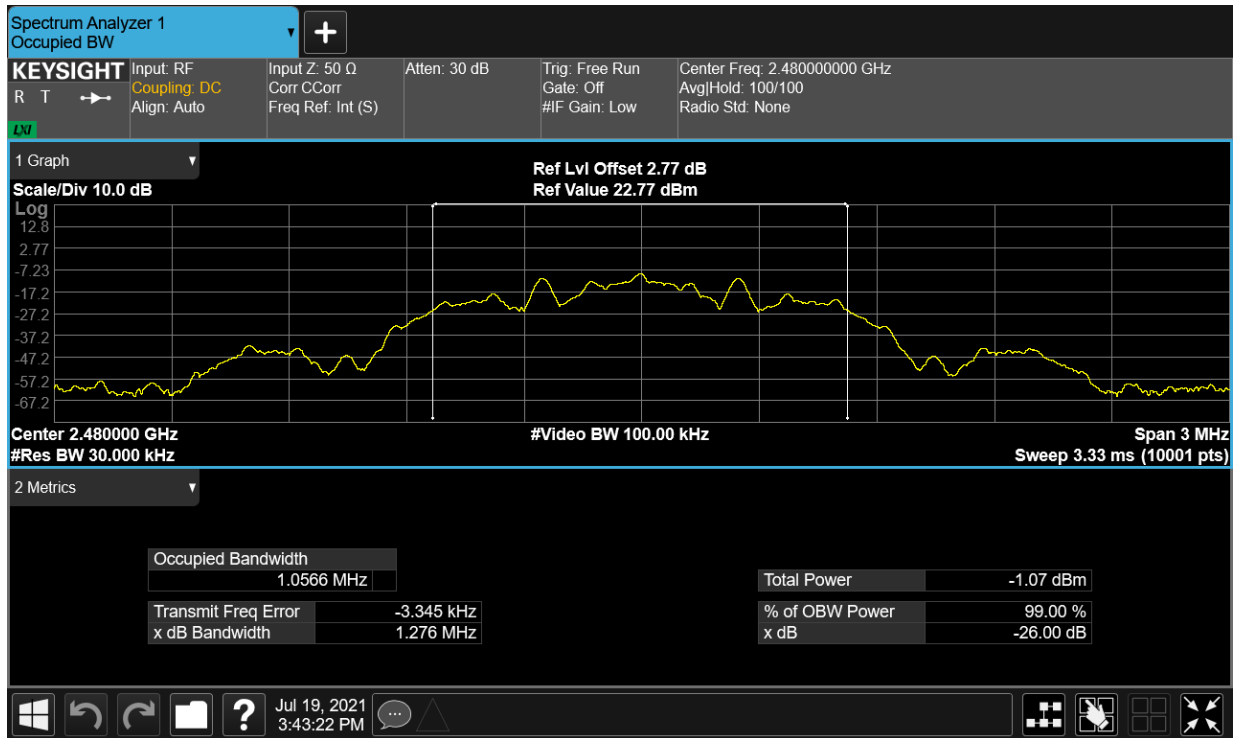 Spectrum Analyzer 1
Occupied BW
▼
+
KEYSIGHT
R T
LXI
Input: RF
Coupling: DC
Align: Auto
Input Z: 50 Ω
Corr CCorr
Freq Ref: Int (S)
Atten: 30 dB
Trig: Free Run
Gate: Off
#IF Gain: Low
Center Freq: 2.480000000 GHz
Avg|Hold: 100/100
Radio Std: None
1 Graph ▼
Scale/Div 10.0 dB
Ref Lvl Offset 2.77 dB
Ref Value 22.77 dBm
Log
12.8
2.77
-7.23
-17.2
-27.2
-37.2
-47.2
-57.2
-67.2
Center 2.480000 GHz
#Res BW 30.000 kHz
#Video BW 100.00 kHz
Span 3 MHz
Sweep 3.33 ms (10001 pts)
2 Metrics ▼
Occupied Bandwidth
1.0566 MHz
Transmit Freq Error -3.345 kHz
x dB Bandwidth 1.276 MHz
Total Power -1.07 dBm
% of OBW Power 99.00 %
x dB -26.00 dB
?
Jul 19, 2021
3:43:22 PM